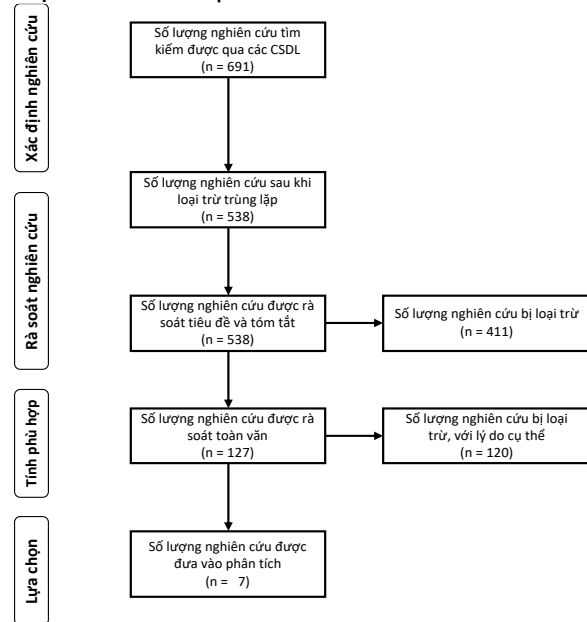 Xác định nghiên cứu
Số lượng nghiên cứu tìm
kiếm được qua các CSDL
(n = 691)
Rà soát nghiên cứu
Số lượng nghiên cứu sau khi
loại trừ trùng lặp
(n = 538)
Số lượng nghiên cứu được rà
soát tiêu đề và tóm tắt
(n = 538)
Số lượng nghiên cứu bị loại trừ
(n = 411)
Tính phù hợp
Số lượng nghiên cứu được rà
soát toàn văn
(n = 127)
Số lượng nghiên cứu bị loại
trừ, với lý do cụ thể
(n = 120)
Lựa chọn
Số lượng nghiên cứu được
đưa vào phân tích
(n = 7)